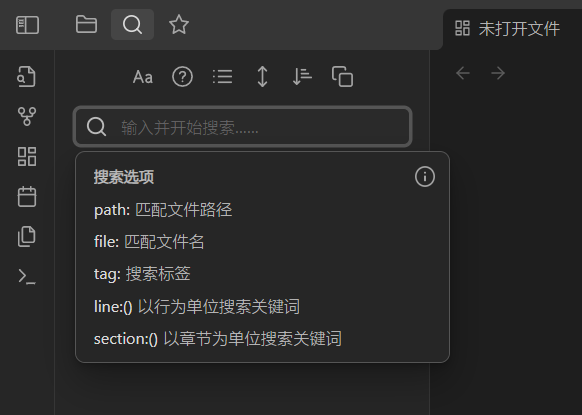 未打开文件
Aa
输入并开始搜索......
搜索选项
path: 匹配文件路径
file: 匹配文件名
tag: 搜索标签
line:() 以行为单位搜索关键词
section:() 以章节为单位搜索关键词